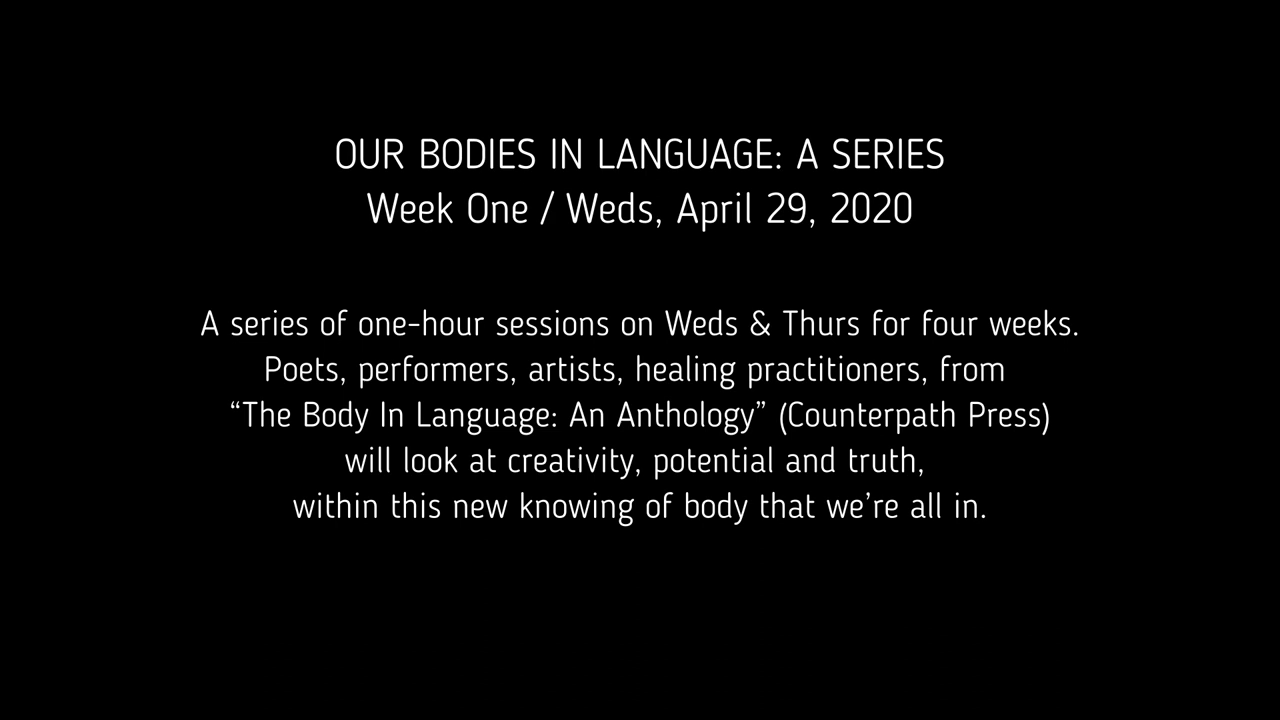 OUR BODIES IN LANGUAGE: A SERIES
Week One / Weds, April 29, 2020
A series of one-hour sessions on Weds & Thurs for four weeks.
Poets, performers, artists, healing practitioners, from
“The Body In Language: An Anthology” (Counterpath Press)
will look at creativity, potential and truth,
within this new knowing of body that we’re all in.